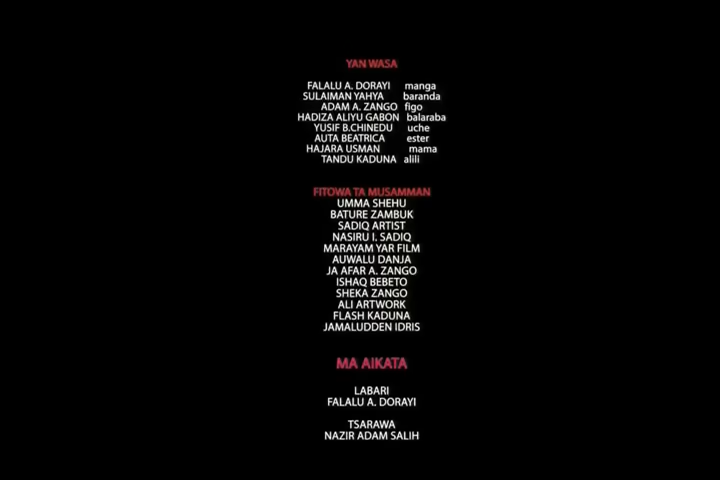 YAN WASA
FALALU A. DORAYI manga
SULAIMAN YAHYA baranda
ADAM A. ZANGO figo
HADIZA ALIYU GABON balaraba
YUSIF B.CHINEDU uche
AUTA BEATRICA ester
HAJARA USMAN mama
TANDU KADUNA alili
FITOWA TA MUSAMMAN
UMMA SHEHU
BATURE ZAMBUK
SADIQ ARTIST
NASIRU I. SADIQ
MARAYAM YAR FILM
AUWALU DANJA
JA AFAR A. ZANGO
ISHAQ BEBETO
SHEKA ZANGO
ALI ARTWORK
FLASH KADUNA
JAMALUDDEN IDRIS
MA AIKATA
LABARI
FALALU A. DORAYI
TSARAWA
NAZIR ADAM SALIH